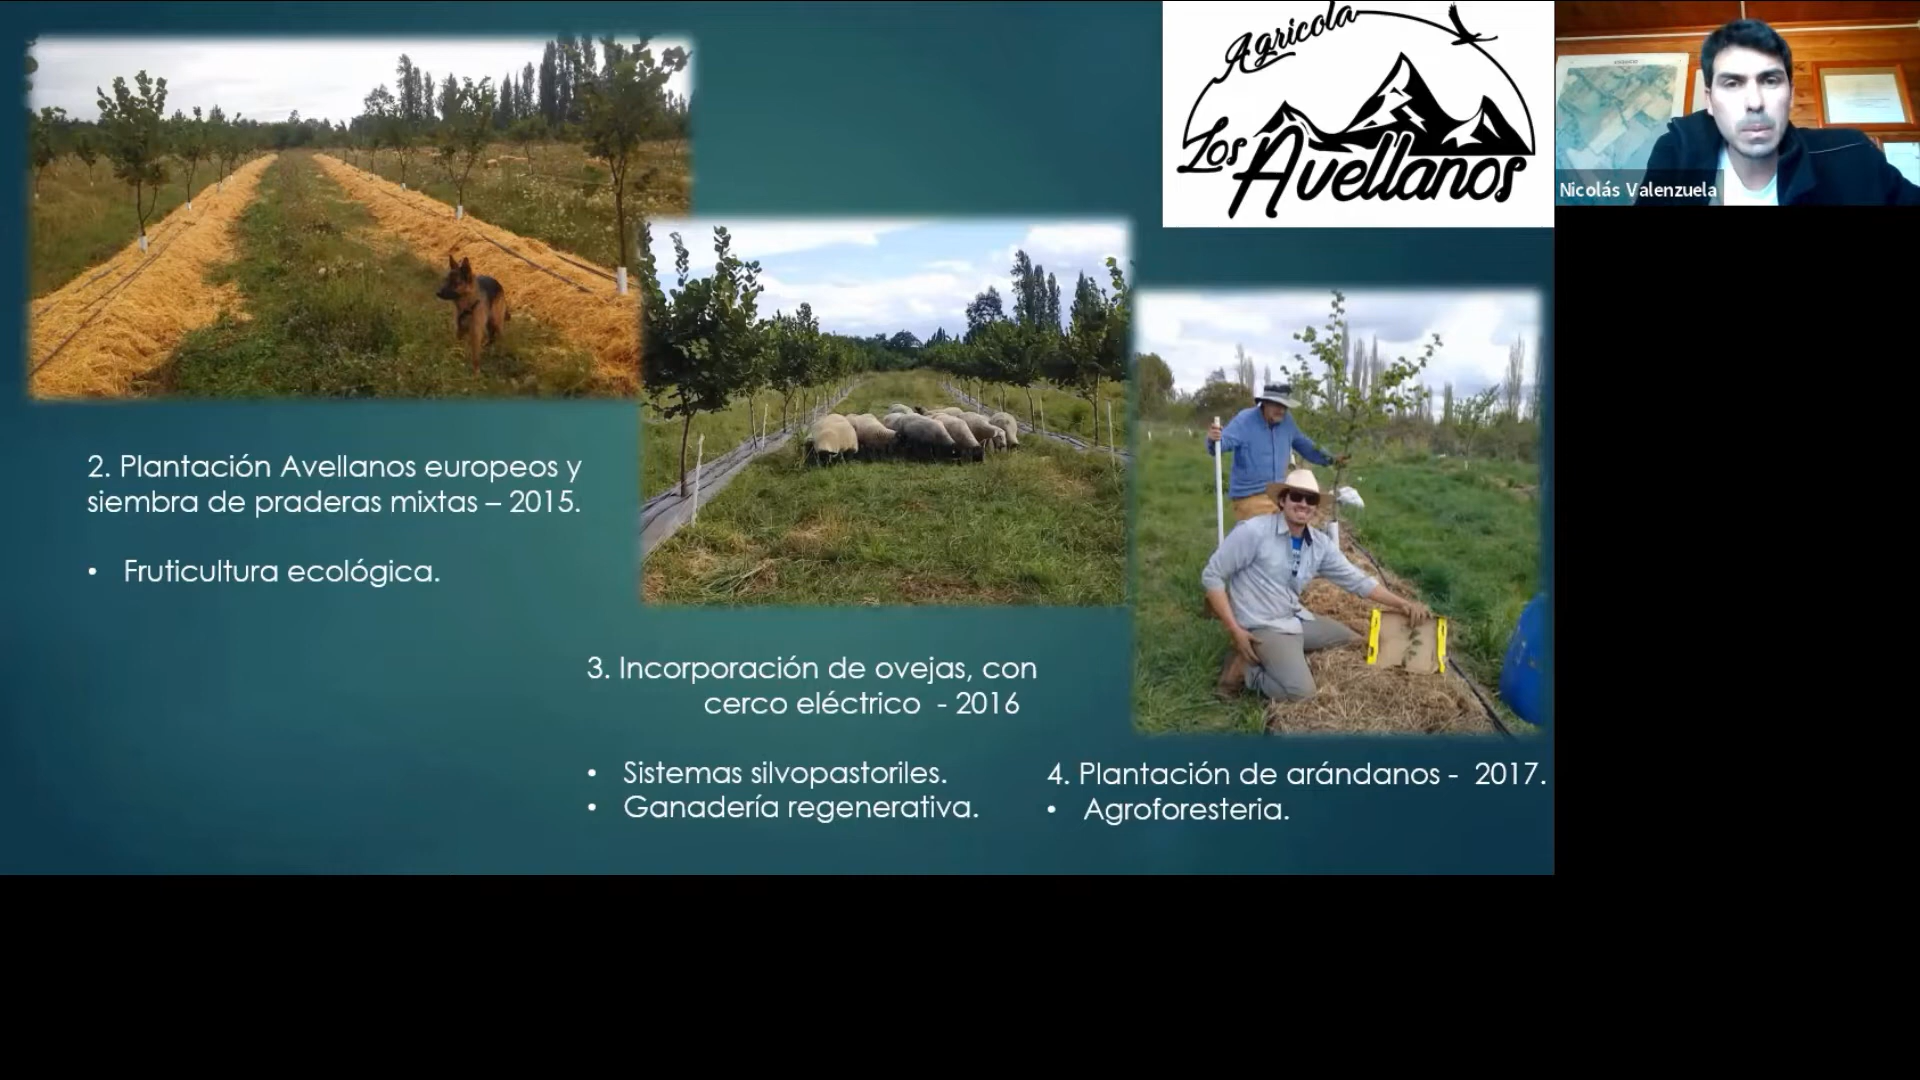 Agricola
Los Avellanos
Nicolás Valenzuela
2. Plantación Avellanos europeos y
siembra de praderas mixtas – 2015.
• Fruticultura ecológica.
3. Incorporación de ovejas, con
cerco eléctrico - 2016
• Sistemas silvopastoriles.
• Ganadería regenerativa.
4. Plantación de arándanos - 2017.
• Agroforesteria.